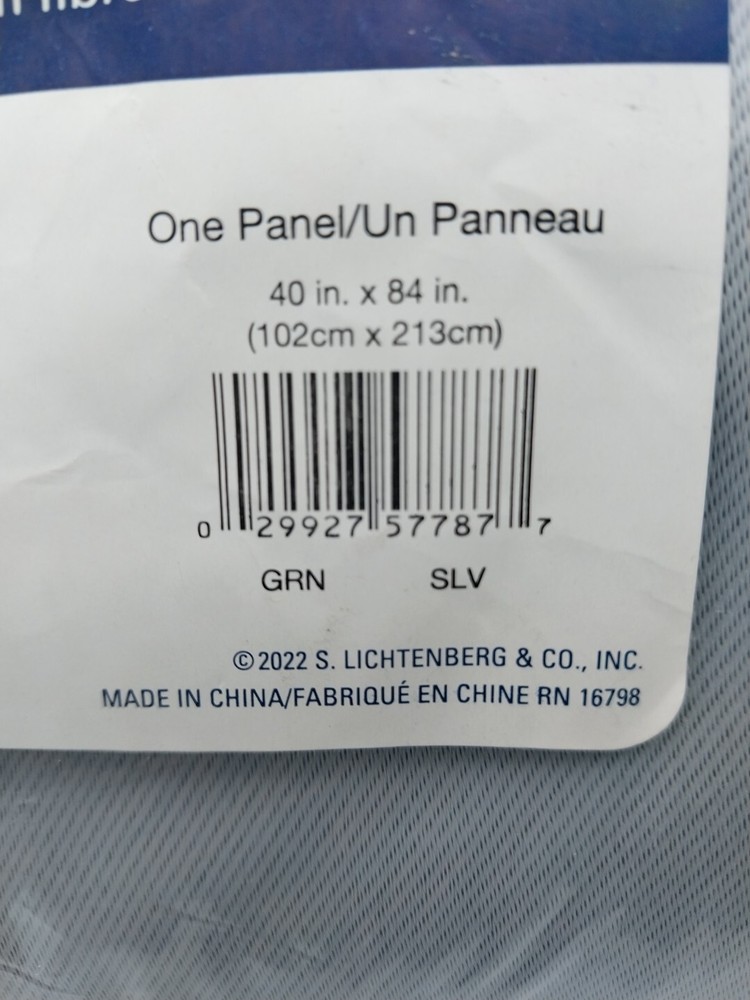 One Panel/Un Panneau
40 in. x 84 in.
(102cm x 213cm)
0 29927 57787 7
GRN SLV
©2022 S. LICHTENBERG & CO., INC.
MADE IN CHINA/FABRIQUÉ EN CHINE RN 16798